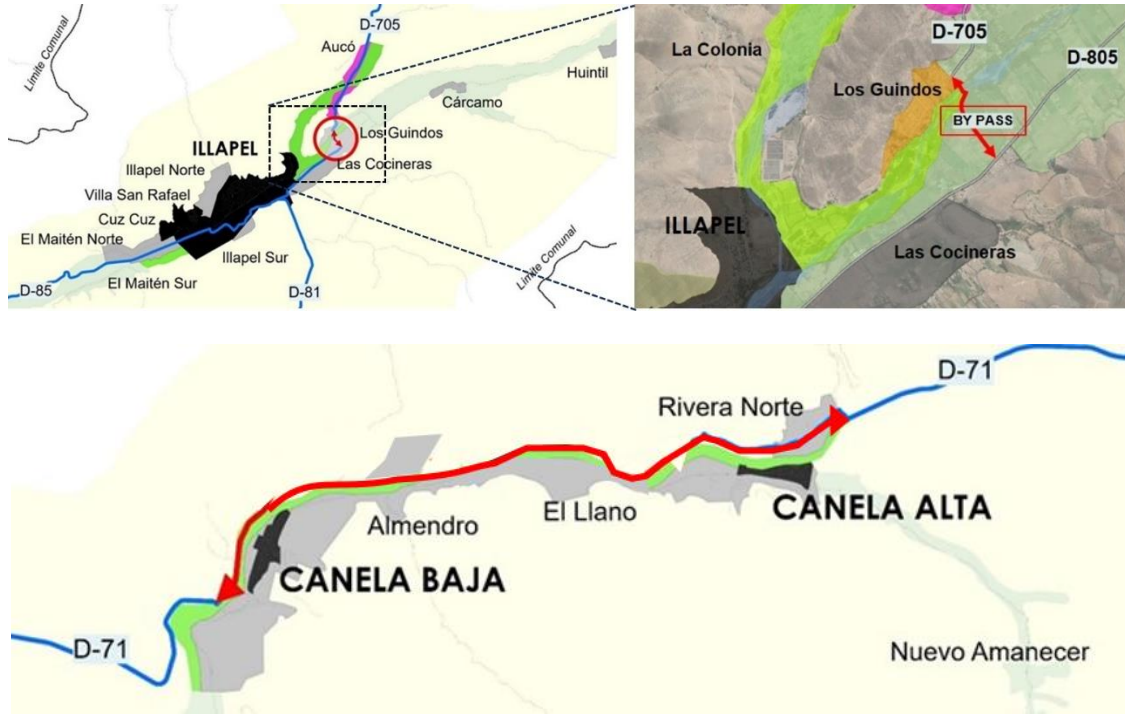 Límite Comunal
D-705
Aucó
Huintil
Cárcamo
Los Guindos
ILLAPEL
Las Cocineras
Illapel Norte
Villa San Rafael
Cuz Cuz
El Maitén Norte
Illapel Sur
El Maitén Sur
D-85
D-81
Límite Comunal
La Colonia
D-705
D-805
Los Guindos
BY PASS
ILLAPEL
Las Cocineras
D-71
Rivera Norte
El Llano
CANELA ALTA
Almendro
CANELA BAJA
D-71
Nuevo Amanecer